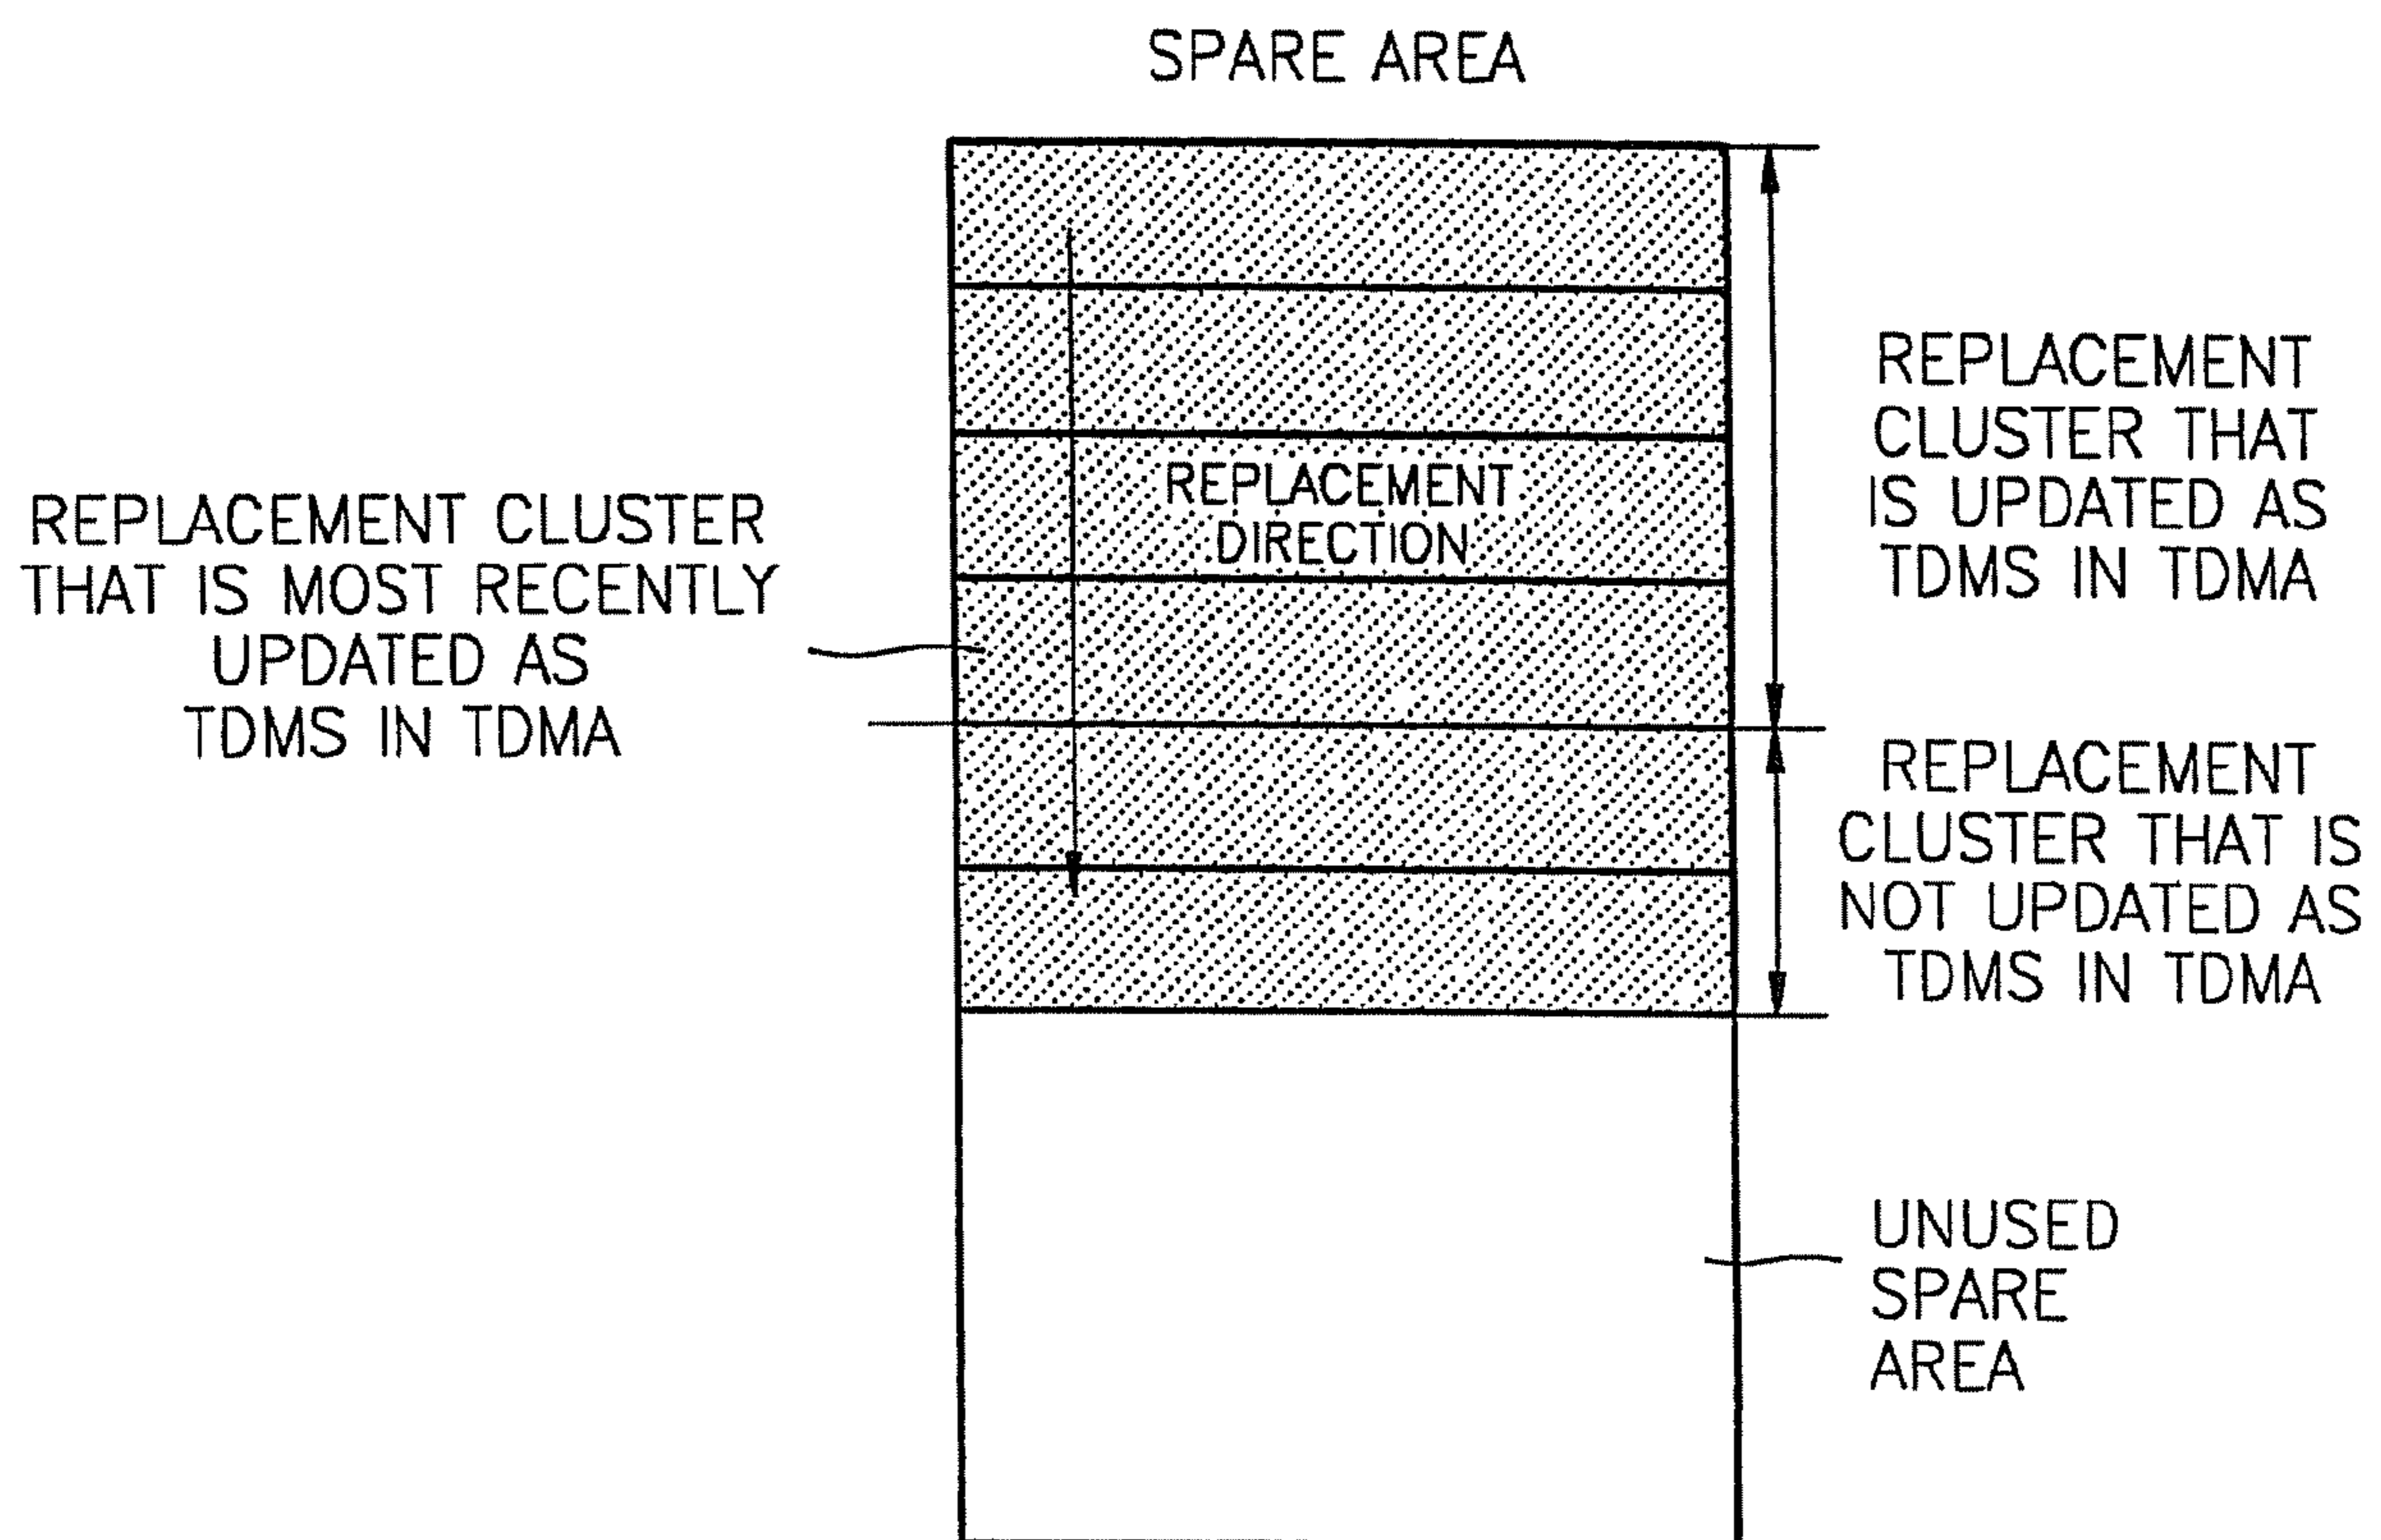 SPARE AREA
REPLACEMENT
CLUSTER THAT
IS UPDATED AS
TDMS IN TDMA
REPLACEMENT
DIRECTION
REPLACEMENT CLUSTER
THAT IS MOST RECENTLY
UPDATED AS
TDMS IN TDMA
REPLACEMENT
CLUSTER THAT IS
NOT UPDATED AS
TDMS IN TDMA
UNUSED
SPARE
AREA